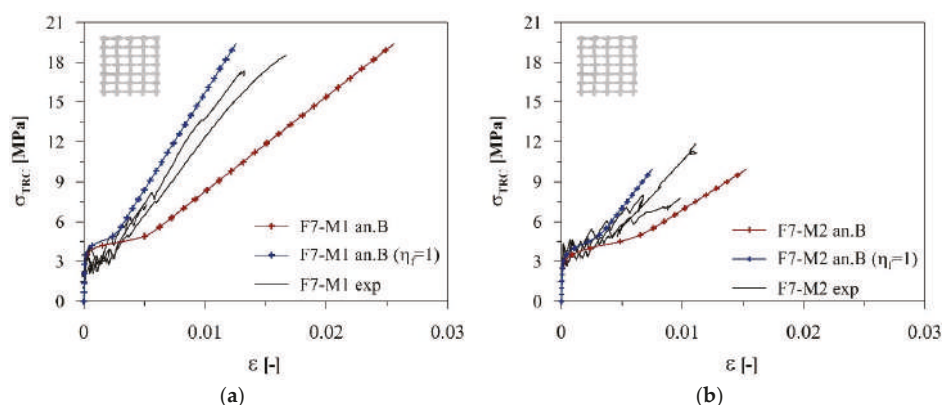 21
18
15
12
9
6
3
0
σTRC [MPa]
F7-M1 an.B
F7-M1 an.B (ηf=1)
F7-M1 exp
0 0.01 0.02 0.03
ε [-]
(a)
21
18
15
12
9
6
3
0
σTRC [MPa]
F7-M2 an.B
F7-M2 an.B (ηf=1)
F7-M2 exp
0 0.01 0.02 0.03
ε [-]
(b)